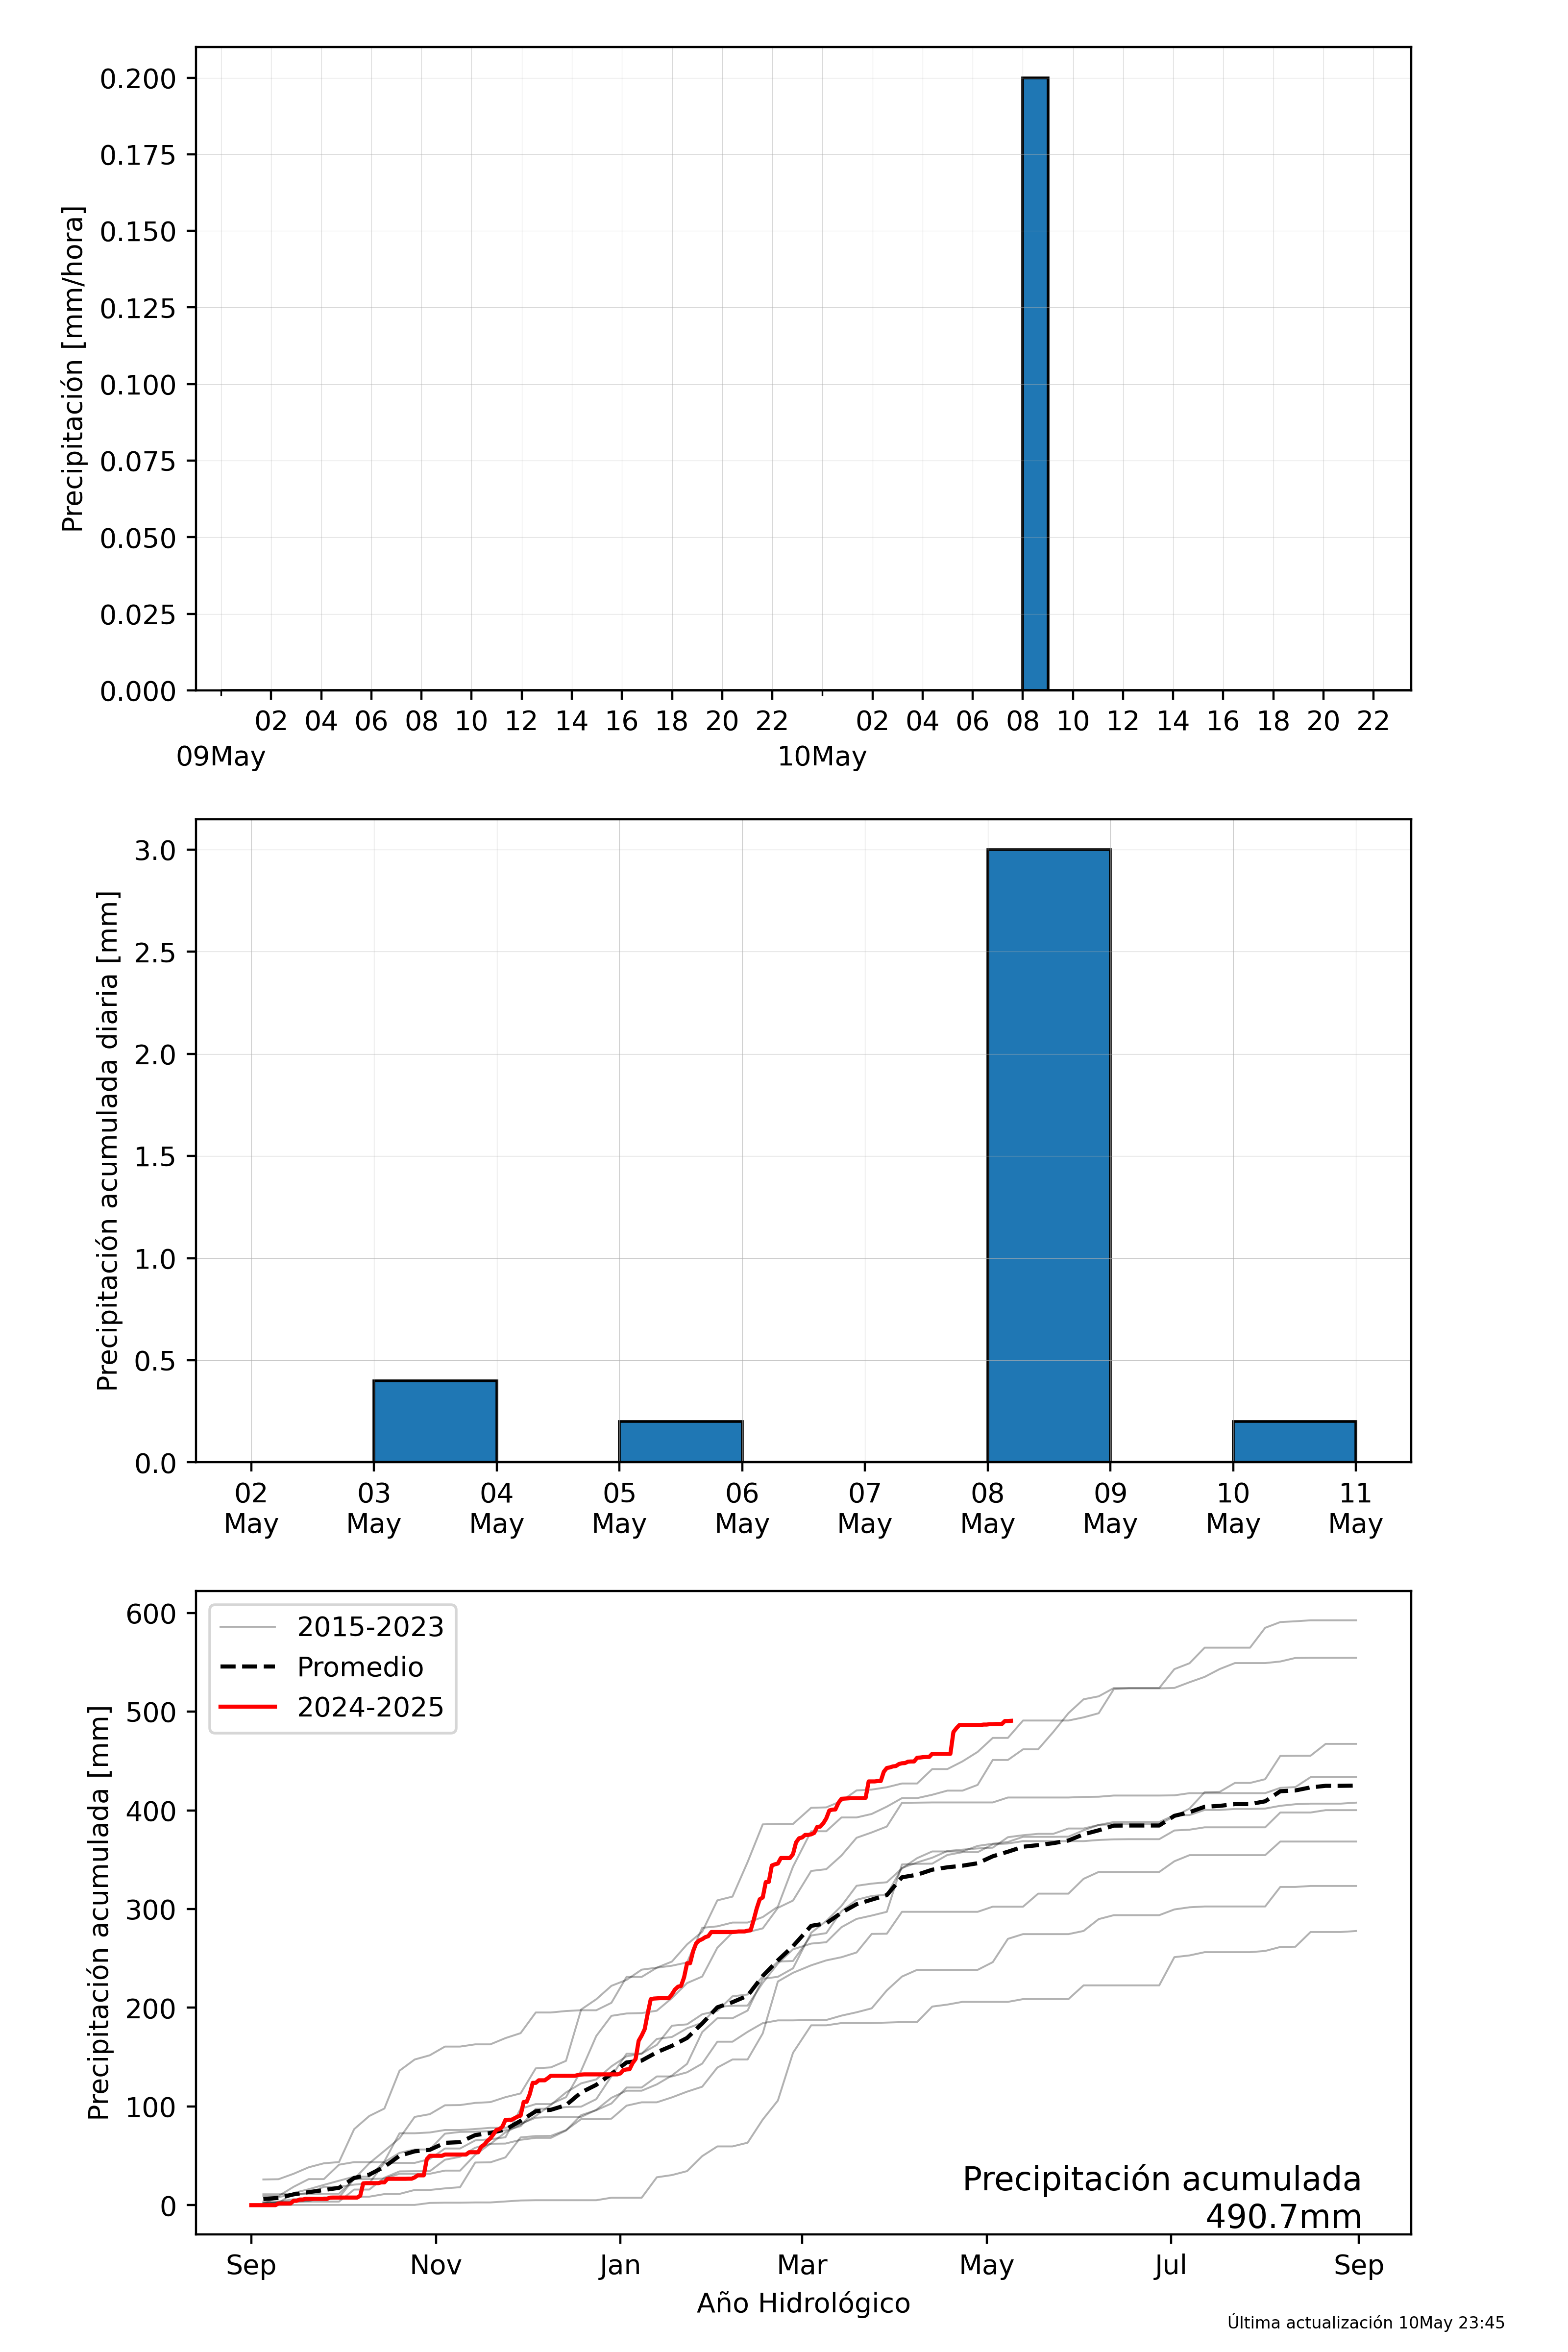 0.200
0.175
0.150
0.125
0.100
0.075
0.050
0.025
0.000
Precipitación [mm/hora]
02 04 06 08 10 12 14 16 18 20 22 02 04 06 08 10 12 14 16 18 20 22
09May 10May
3.0
2.5
2.0
1.5
1.0
0.5
0.0
Precipitación acumulada diaria [mm]
02 03 04 05 06 07 08 09 10 11
May May May May May May May May May May
600
500
400
300
200
100
0
Precipitación acumulada [mm]
2015-2023
Promedio
2024-2025
Precipitación acumulada
490.7mm
Sep Nov Jan Mar May Jul Sep
Año Hidrológico
Última actualización 10May 23:45